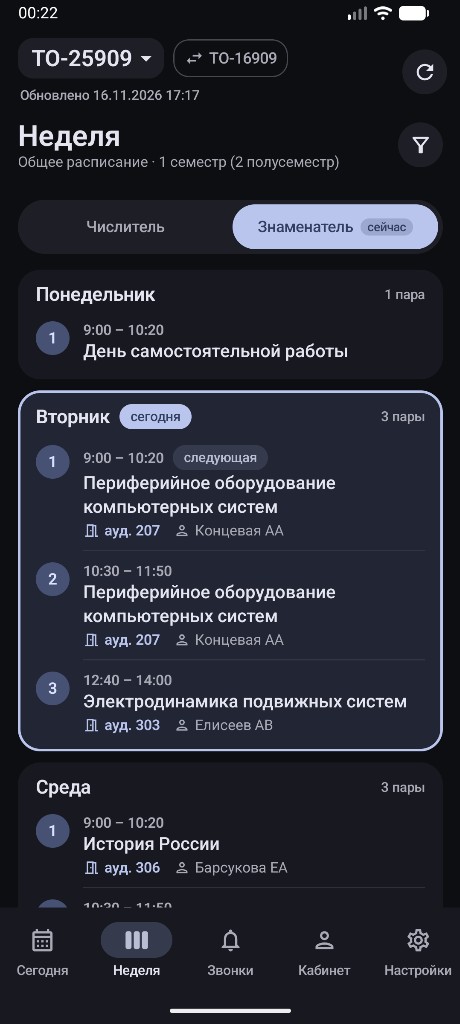 00:22
ТО-25909
ТО-16909
Обновлено 16.11.2026 17:17
Неделя
Общее расписание · 1 семестр (2 полусеместр)
Числитель
Знаменатель сейчас
Понедельник
1 пара
1
9:00 – 10:20
День самостоятельной работы
Вторник сегодня
3 пары
1
9:00 – 10:20 следующая
Периферийное оборудование
компьютерных систем
ауд. 207 Концевая АА
2
10:30 – 11:50
Периферийное оборудование
компьютерных систем
ауд. 207 Концевая АА
3
12:40 – 14:00
Электродинамика подвижных систем
ауд. 303 Елисеев АВ
Среда
3 пары
1
9:00 – 10:20
История России
ауд. 306 Барсукова ЕА
10:30 – 11:50
Сегодня
Неделя
Звонки
Кабинет
Настройки